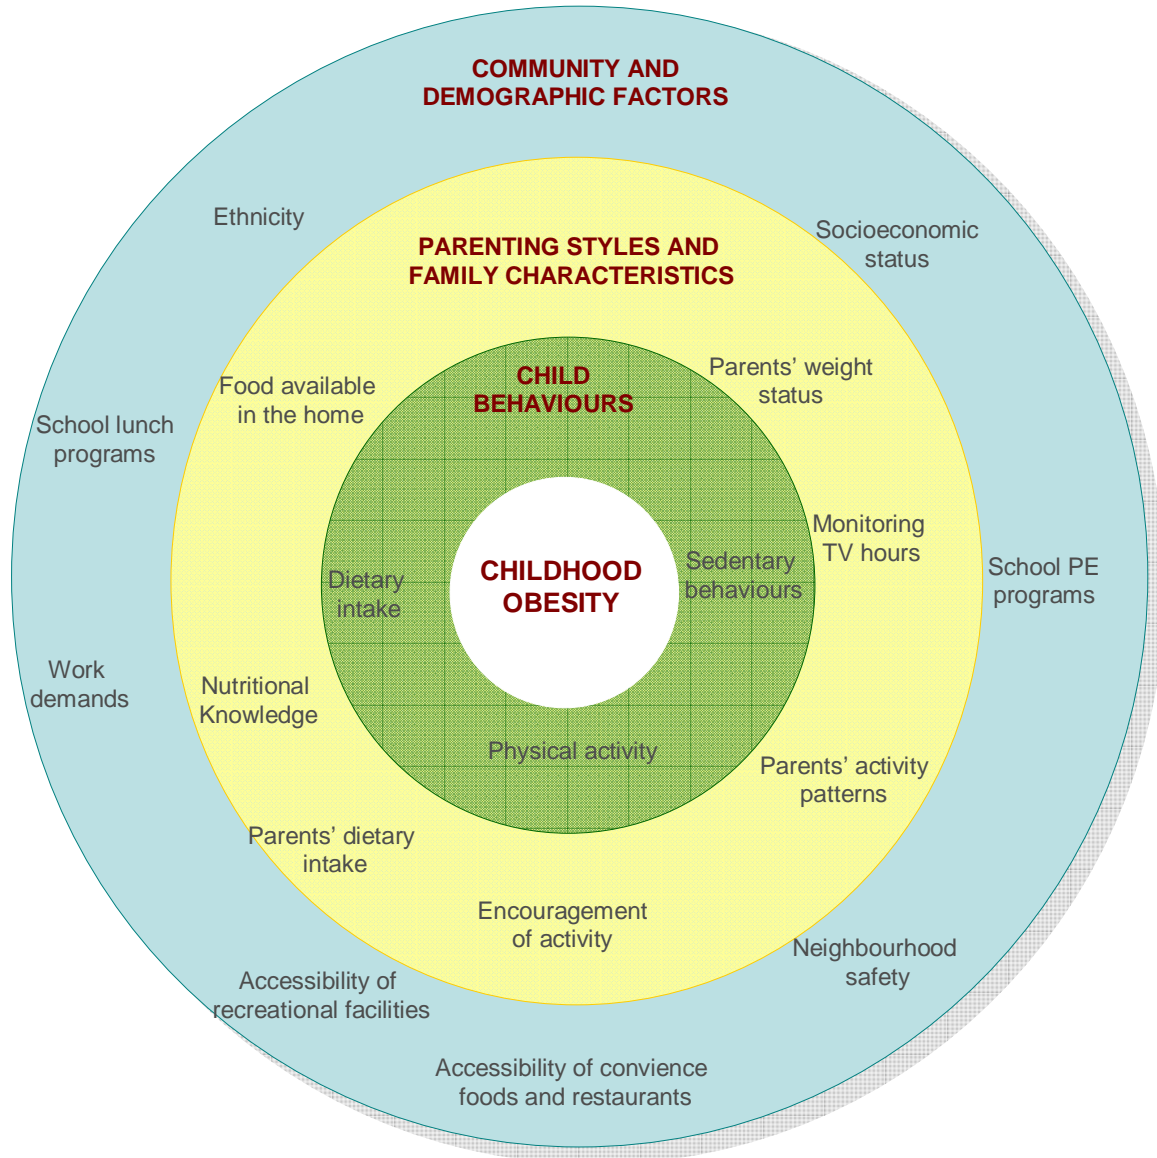 COMMUNITY AND
DEMOGRAPHIC FACTORS
Ethnicity
Socioeconomic
status
PARENTING STYLES AND
FAMILY CHARACTERISTICS
Parents’ weight
status
CHILD
BEHAVIOURS
Food available
in the home
School lunch
programs
Monitoring
TV hours
School PE
programs
Sedentary
behaviours
CHILDHOOD
OBESITY
Dietary
intake
Work
demands
Nutritional
Knowledge
Physical activity
Parents’ activity
patterns
Parents’ dietary
intake
Encouragement
of activity
Neighbourhood
safety
Accessibility of
recreational facilities
Accessibility of convience
foods and restaurants